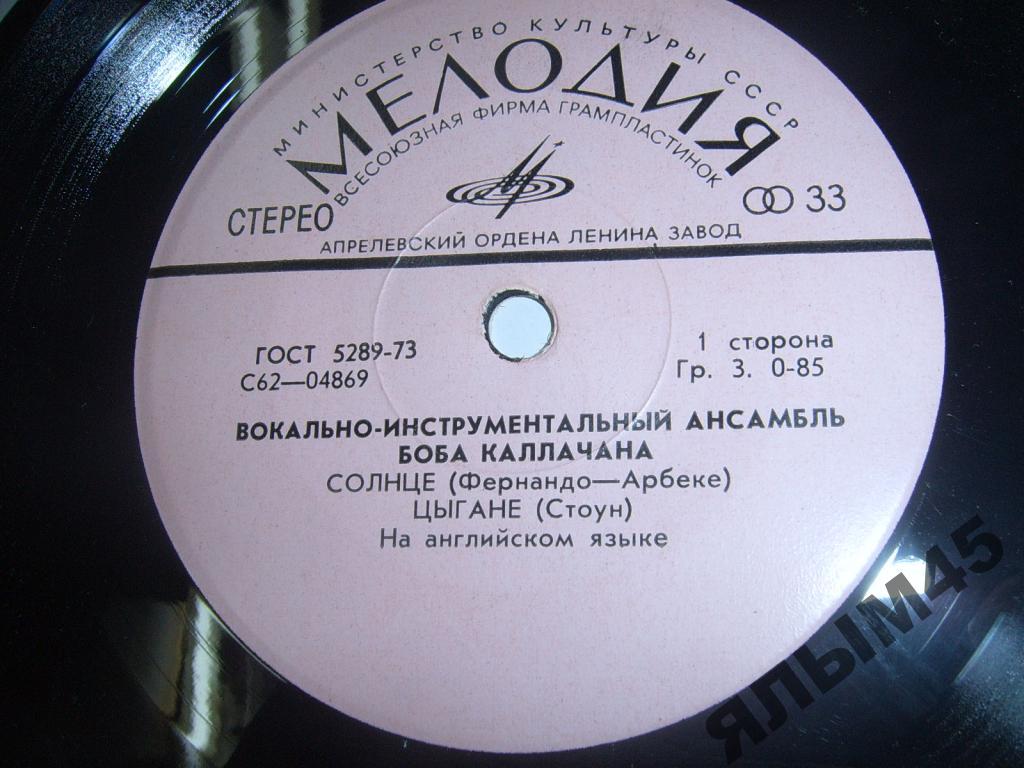 МИНИСТЕРСТВО КУЛЬТУРЫ СССР
МЕЛОДИЯ
ВСЕСОЮЗНАЯ ФИРМА ГРАМПЛАСТИНОК
СТЕРЕО
33
АПРЕЛЕВСКИЙ ОРДЕНА ЛЕНИНА ЗАВОД
ГОСТ 5289-73
С62—04869
1 сторона
Гр. 3. 0-85
ВОКАЛЬНО-ИНСТРУМЕНТАЛЬНЫЙ АНСАМБЛЬ
БОБА КАЛЛАЧАНА
СОЛНЦЕ (Фернандо—Арбеке)
ЦЫГАНЕ (Стоун)
На английском языке
ЯЛЫМ45